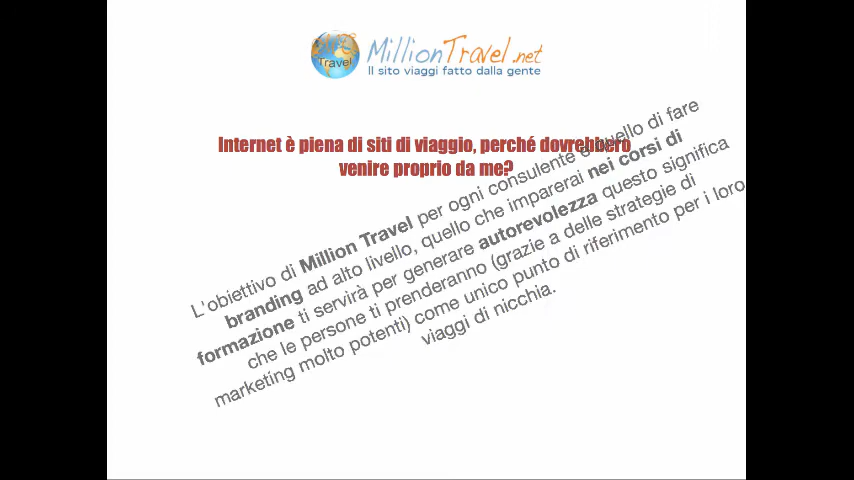 Travel
MillionTravel.net
Il sito viaggi fatto dalla gente
Internet è piena di siti di viaggio, perché dovrebbero
venire proprio da me?
L'obiettivo di Million Travel per ogni consulente è quello di fare
branding ad alto livello, quello che imparerai nei corsi di
formazione ti servirà per generare autorevolezza questo significa
che le persone ti prenderanno (grazie a delle strategie di
marketing molto potenti) come unico punto di riferimento per i loro
viaggi di nicchia.